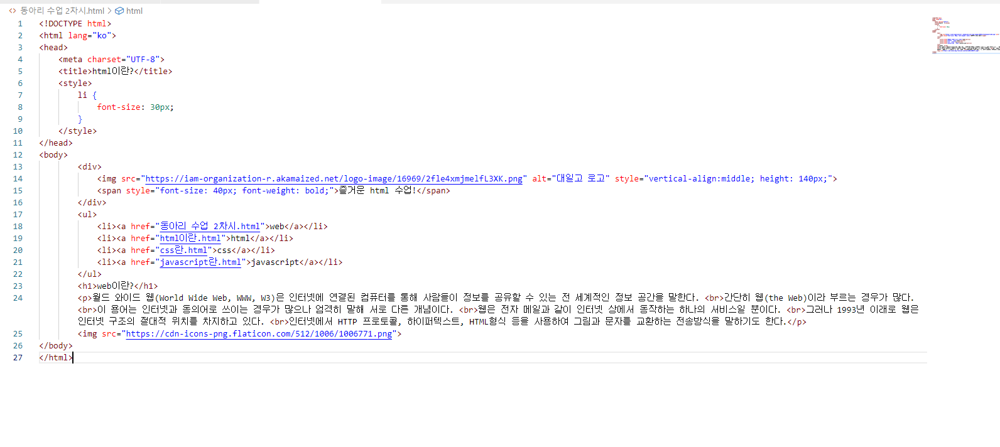 동아리 수업 2차시.html > html
1 <!DOCTYPE html>
2 <html lang="ko">
3 <head>
4 <meta charset="UTF-8">
5 <title>html이란?</title>
6 <style>
7 li {
8 font-size: 30px;
9 }
10 </style>
11 </head>
12 <body>
13 <div>
14 <img src="https://iam-organization-r.akamaized.net/logo-image/16969/2fle4xmjmelfL3XK.png" alt="대일고 로고" style="vertical-align:middle; height: 140px;">
15 <span style="font-size: 40px; font-weight: bold;">즐거운 html 수업!</span>
16 </div>
17 <ul>
18 <li><a href="동아리 수업 2차시.html">web</a></li>
19 <li><a href="html이란.html">html</a></li>
20 <li><a href="css란.html">css</a></li>
21 <li><a href="javascript란.html">javascript</a></li>
22 </ul>
23 <h1>web이란?</h1>
24 <p>월드 와이드 웹(World Wide Web, WWW, W3)은 인터넷에 연결된 컴퓨터를 통해 사람들이 정보를 공유할 수 있는 전 세계적인 정보 공간을 말한다. <br>간단히 웹(the Web)이라 부르는 경우가 많다.
<br>이 용어는 인터넷과 동의어로 쓰이는 경우가 많으나 엄격히 말해 서로 다른 개념이다. <br>웹은 전자 메일과 같이 인터넷 상에서 동작하는 하나의 서비스일 뿐이다. <br>그러나 1993년 이래로 웹은
인터넷 구조의 절대적 위치를 차지하고 있다. <br>인터넷에서 HTTP 프로토콜, 하이퍼텍스트, HTML형식 등을 사용하여 그림과 문자를 교환하는 전송방식을 말하기도 한다.</p>
25 <img src="https://cdn-icons-png.flaticon.com/512/1006/1006771.png">
26 </body>
27 </html>